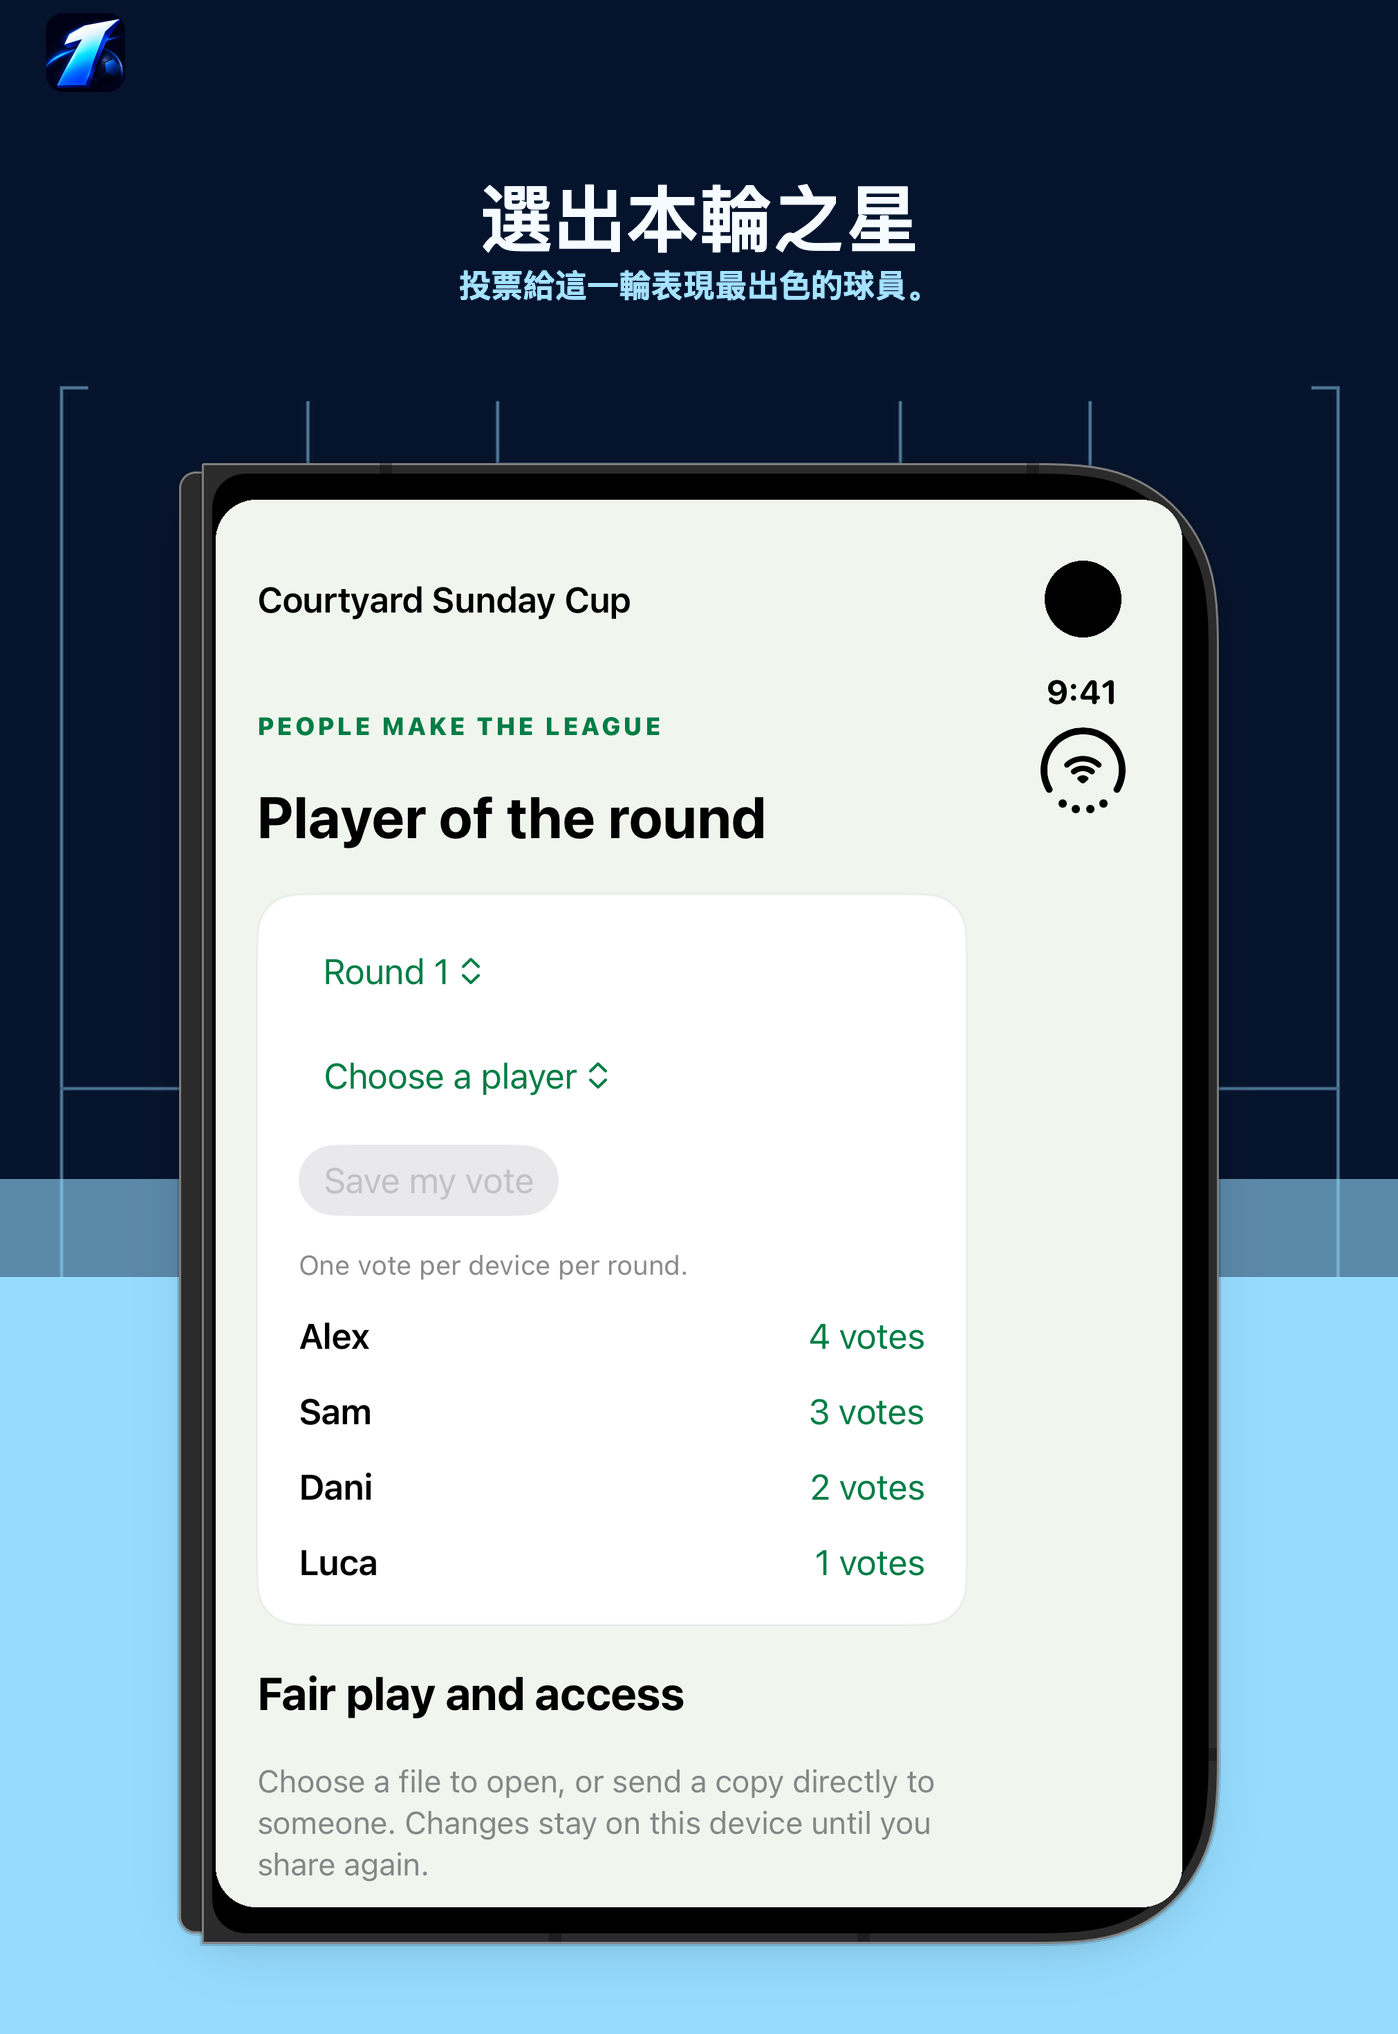 選出本輪之星
投票給這一輪表現最出色的球員。
Courtyard Sunday Cup
9:41
PEOPLE MAKE THE LEAGUE
Player of the round
Round 1
Choose a player
Save my vote
One vote per device per round.
Alex 4 votes
Sam 3 votes
Dani 2 votes
Luca 1 votes
Fair play and access
Choose a file to open, or send a copy directly to
someone. Changes stay on this device until you
share again.